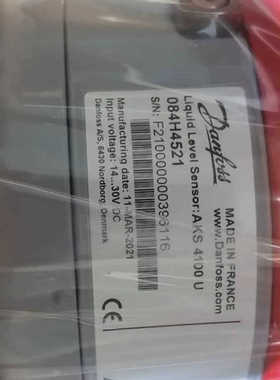 Danfoss
MADE IN FRANCE
www.Danfoss.com
Liquid Level Sensor: AKS 4100 U
084H4521
S/N: F21000000396116
Manufacturing date: 11-MAR-2021
Input voltage: 14...30V DC
Danfoss A/S, 6430 Nordborg, Denmark
CE